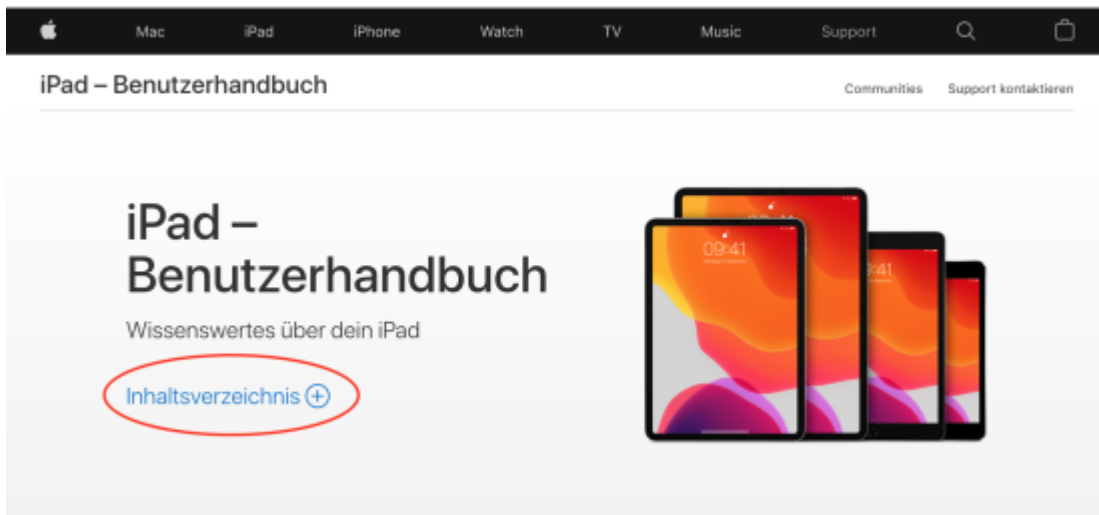 Mac iPad iPhone Watch TV Music Support
iPad – Benutzerhandbuch
Communities Support kontaktieren
iPad –
Benutzerhandbuch
Wissenswertes über dein iPad
Inhaltsverzeichnis
09:41